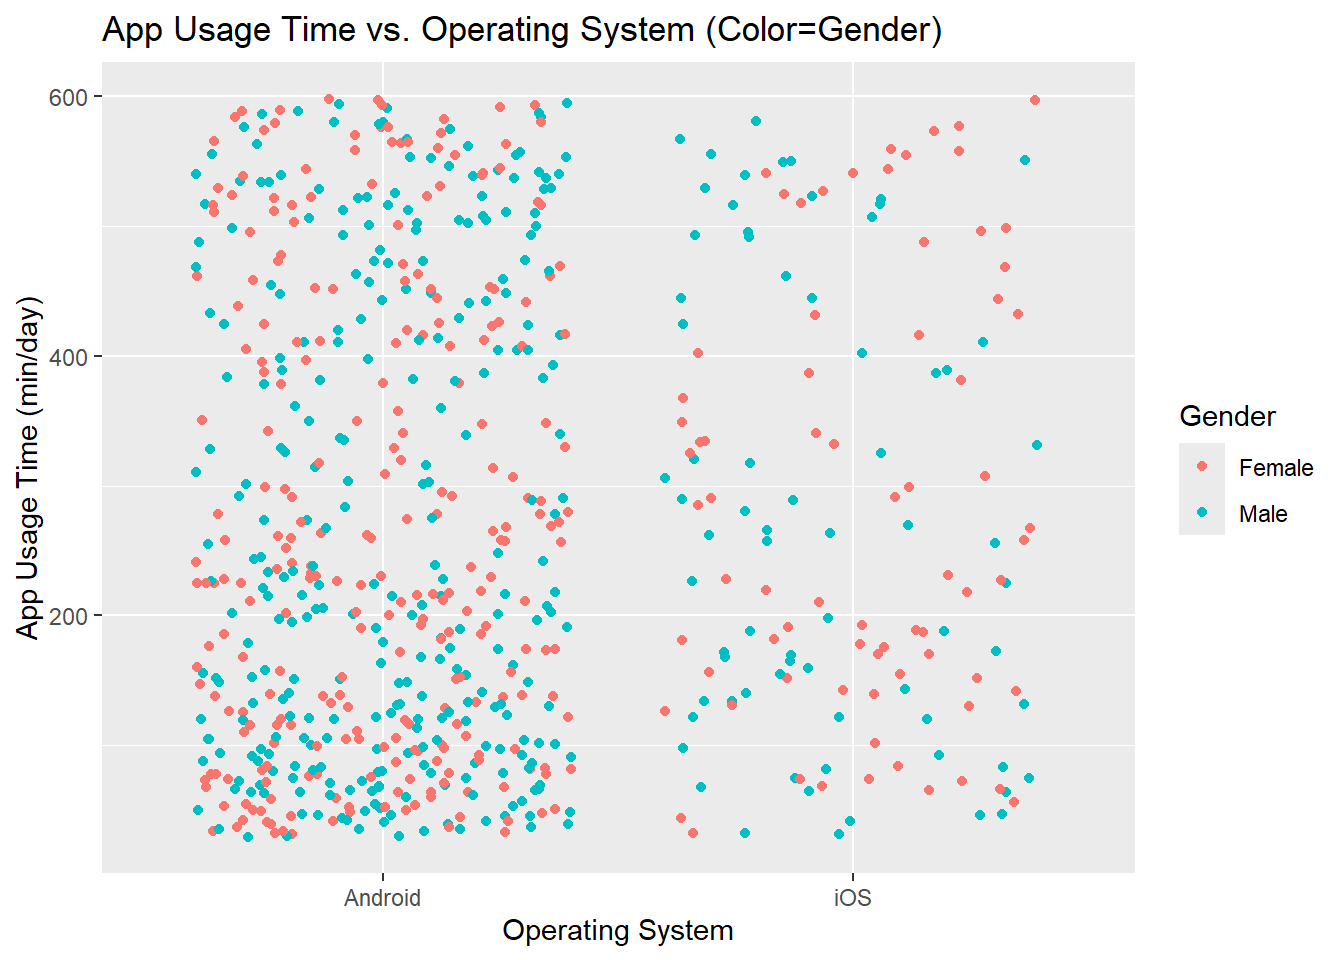 App Usage Time vs. Operating System (Color=Gender)
600
400
200
App Usage Time (min/day)
Android
iOS
Operating System
Gender
Female
Male